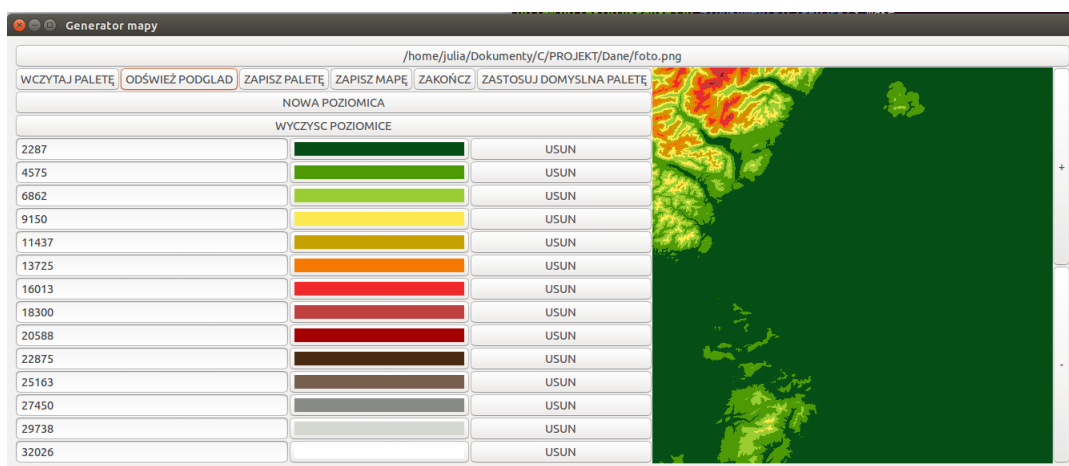 Generator mapy
/home/julia/Dokumenty/C/PROJEKT/Dane/foto.png
WCZYTAJ PALETĘ ODŚWIEŻ PODGLAD ZAPISZ PALETĘ ZAPISZ MAPĘ ZAKOŃCZ ZASTOSUJ DOMYSLNA PALETĘ
NOWA POZIOMICA
WYCZYSC POZIOMICE
2287 USUN
4575 USUN
6862 USUN
9150 USUN
11437 USUN
13725 USUN
16013 USUN
18300 USUN
20588 USUN
22875 USUN
25163 USUN
27450 USUN
29738 USUN
32026 USUN
+
-